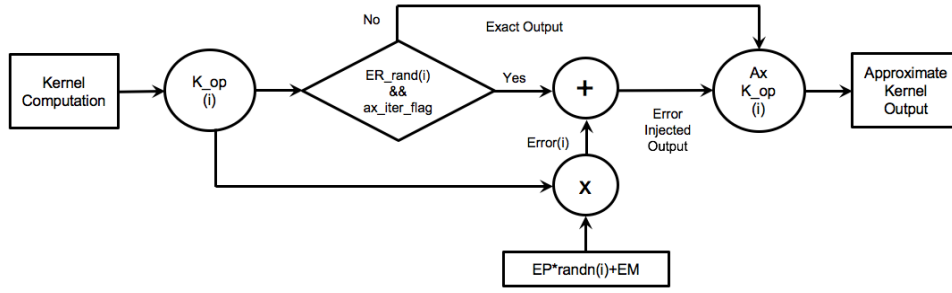 No
Exact Output
Kernel
Computation
K_op
(i)
ER_rand(i)
&&
ax_iter_flag
Yes
+
Ax
K_op
(i)
Approximate
Kernel
Output
Error(i)
Error
Injected
Output
x
EP*randn(i)+EM